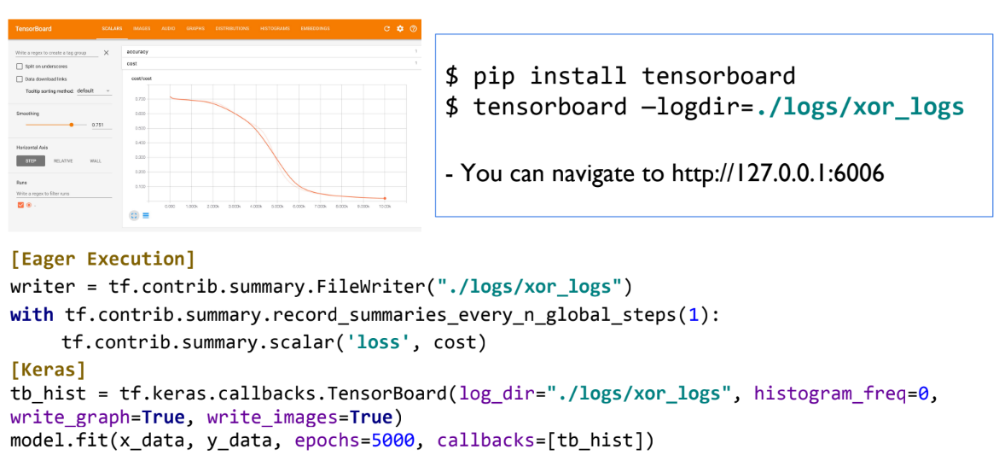 TensorBoard
SCALARS IMAGES AUDIO GRAPHS DISTRIBUTIONS HISTOGRAMS EMBEDDINGS
Write a regex to create a tag group
Split on underscores
Data download links
Tooltip sorting method: default
Smoothing
0.751
Horizontal Axis
STEP RELATIVE WALL
Runs
Write a regex to filter runs
.
accuracy 1
cost 1
cost/cost
0.700
0.600
0.500
0.400
0.300
0.200
0.100
0.000 1.000k 2.000k 3.000k 4.000k 5.000k 6.000k 7.000k 8.000k 9.000k 10.00k
$ pip install tensorboard
$ tensorboard –logdir=./logs/xor_logs
- You can navigate to http://127.0.0.1:6006
[Eager Execution]
writer = tf.contrib.summary.FileWriter("./logs/xor_logs")
with tf.contrib.summary.record_summaries_every_n_global_steps(1):
tf.contrib.summary.scalar('loss', cost)
[Keras]
tb_hist = tf.keras.callbacks.TensorBoard(log_dir="./logs/xor_logs", histogram_freq=0,
write_graph=True, write_images=True)
model.fit(x_data, y_data, epochs=5000, callbacks=[tb_hist])